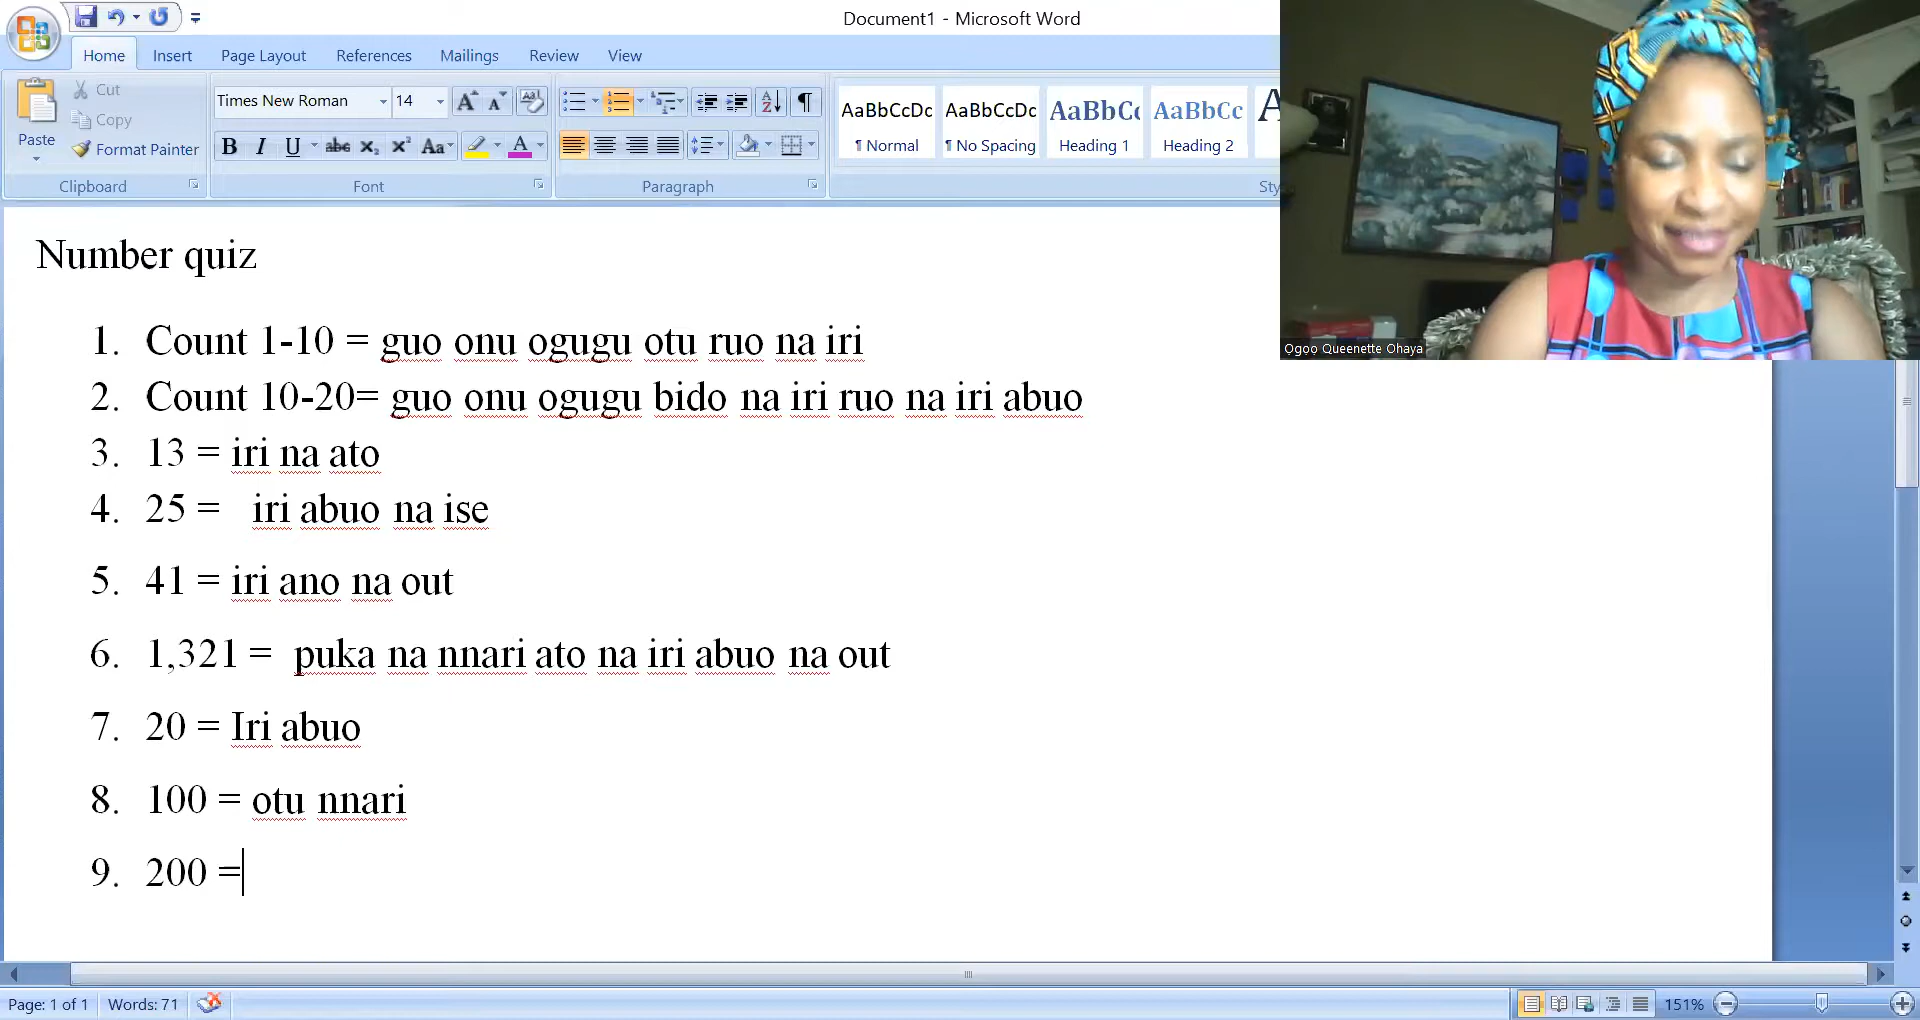 Document1 - Microsoft Word
Home Insert Page Layout References Mailings Review View
Cut
Copy
Paste
Format Painter
Times New Roman 14
AaBbCcDc AaBbCcDc AaBbCc AaBbCc
¶ Normal ¶ No Spacing Heading 1 Heading 2
Clipboard Font Paragraph Sty
Ogoo Queenette Ohaya
Number quiz
1. Count 1-10 = guo onu ogugu otu ruo na iri
2. Count 10-20= guo onu ogugu bido na iri ruo na iri abuo
3. 13 = iri na ato
4. 25 = iri abuo na ise
5. 41 = iri ano na out
6. 1,321 = puka na nnari ato na iri abuo na out
7. 20 = Iri abuo
8. 100 = otu nnari
9. 200 =
Page: 1 of 1 Words: 71 151%